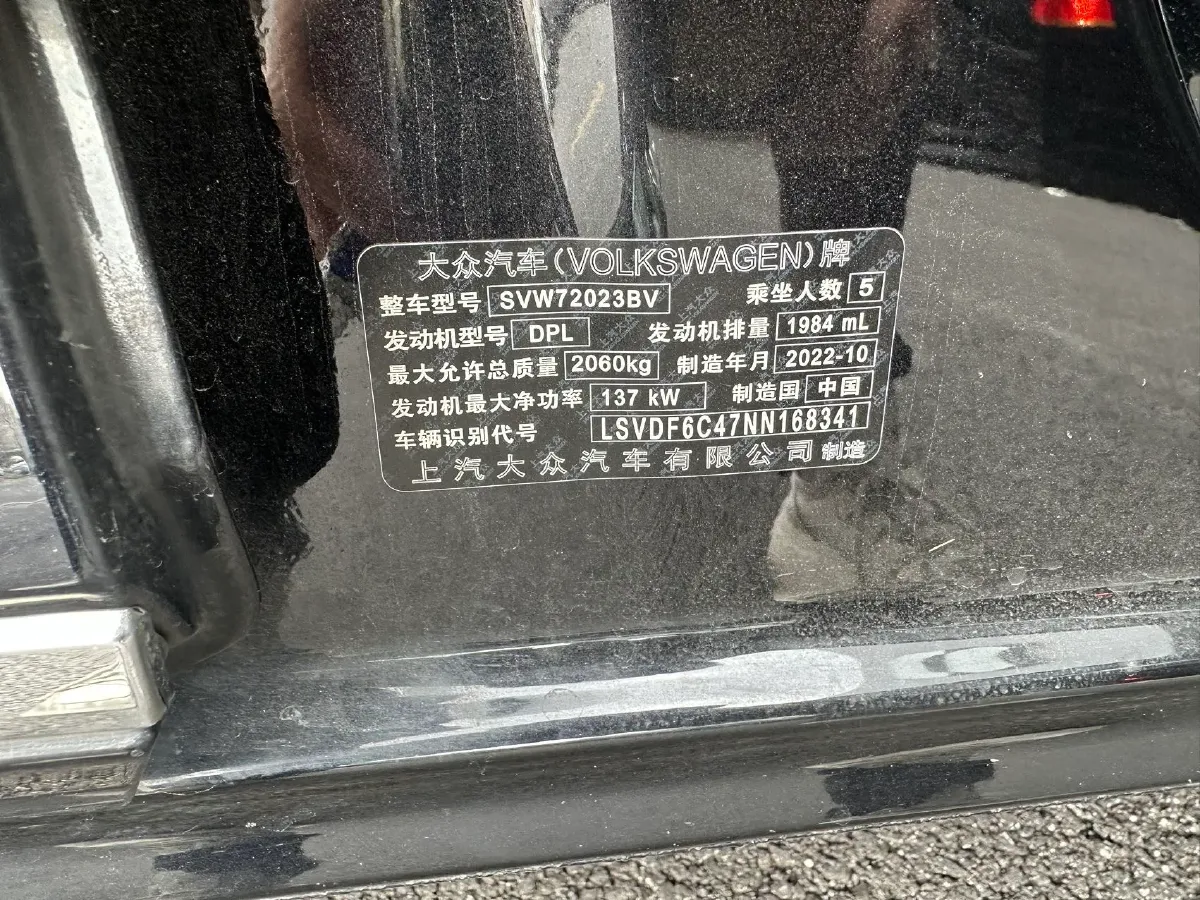 大众汽车(VOLKSWAGEN)牌
整车型号 SVW72023BV 乘坐人数 5
发动机型号 DPL 发动机排量 1984 mL
最大允许总质量 2060kg 制造年月 2022-10
发动机最大净功率 137 kW 制造国 中国
车辆识别代号 LSVDF6C47NN168341
上汽大众汽车有限公司 制造